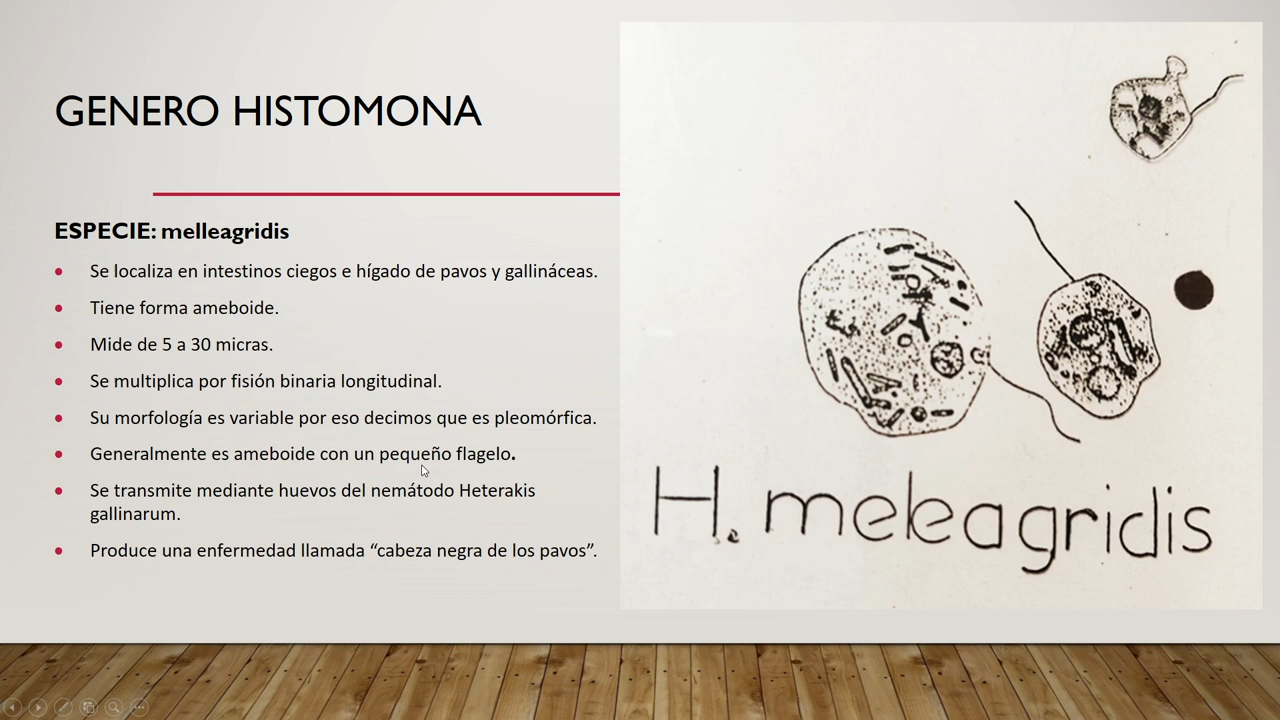 GENERO HISTOMONA
ESPECIE: melleagridis
Se localiza en intestinos ciegos e hígado de pavos y gallináceas.
Tiene forma ameboide.
Mide de 5 a 30 micras.
Se multiplica por fisión binaria longitudinal.
Su morfología es variable por eso decimos que es pleomórfica.
Generalmente es ameboide con un pequeño flagelo.
Se transmite mediante huevos del nemátodo Heterakis
gallinarum.
Produce una enfermedad llamada “cabeza negra de los pavos”.
H. meleagridis